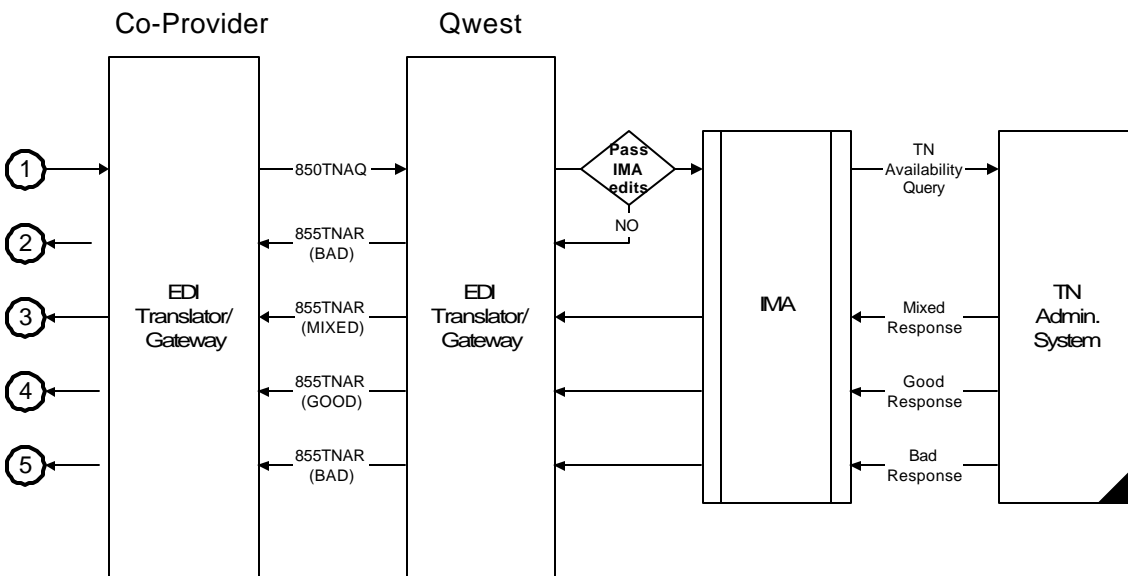 Co-Provider
Qwest
1
850TNAQ
Pass
IMA
edits
TN
Availability
Query
2
855TNAR
(BAD)
NO
3
EDI
Translator/
Gateway
855TNAR
(MIXED)
EDI
Translator/
Gateway
IMA
Mixed
Response
TN
Admin.
System
4
855TNAR
(GOOD)
Good
Response
5
855TNAR
(BAD)
Bad
Response